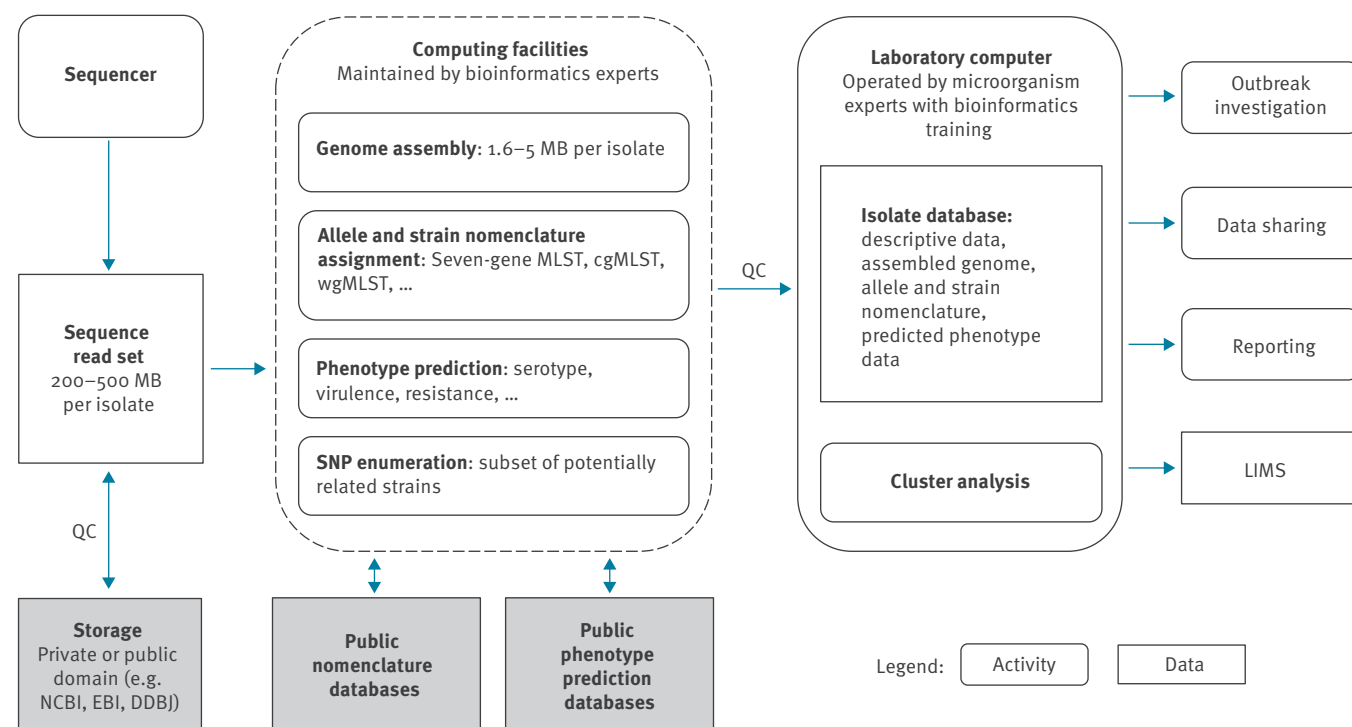 Sequencer
Sequence
read set
200–500 MB
per isolate
QC
Storage
Private or public
domain (e.g.
NCBI, EBI, DDBJ)
Computing facilities
Maintained by bioinformatics experts
Genome assembly: 1.6–5 MB per isolate
Allele and strain nomenclature
assignment: Seven-gene MLST, cgMLST,
wgMLST, ...
Phenotype prediction: serotype,
virulence, resistance, ...
SNP enumeration: subset of potentially
related strains
Public
nomenclature
databases
Public
phenotype
prediction
databases
QC
Laboratory computer
Operated by microorganism
experts with bioinformatics
training
Isolate database:
descriptive data,
assembled genome,
allele and strain
nomenclature,
predicted phenotype
data
Cluster analysis
Outbreak
investigation
Data sharing
Reporting
LIMS
Legend:
Activity
Data